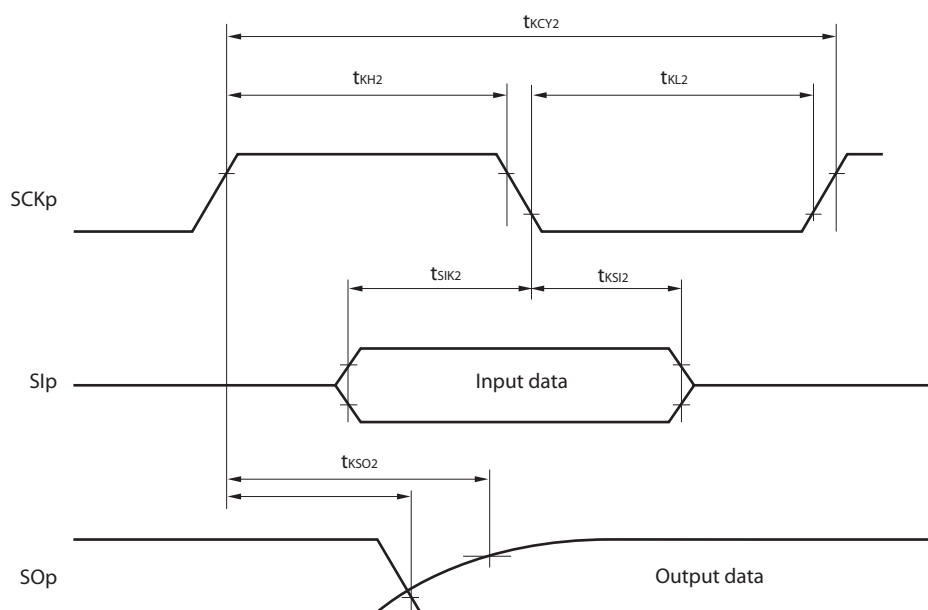 tKCY2
tKH2
tKL2
SCKp
tSIK2
tKSI2
SIp
Input data
tKSO2
SOp
Output data